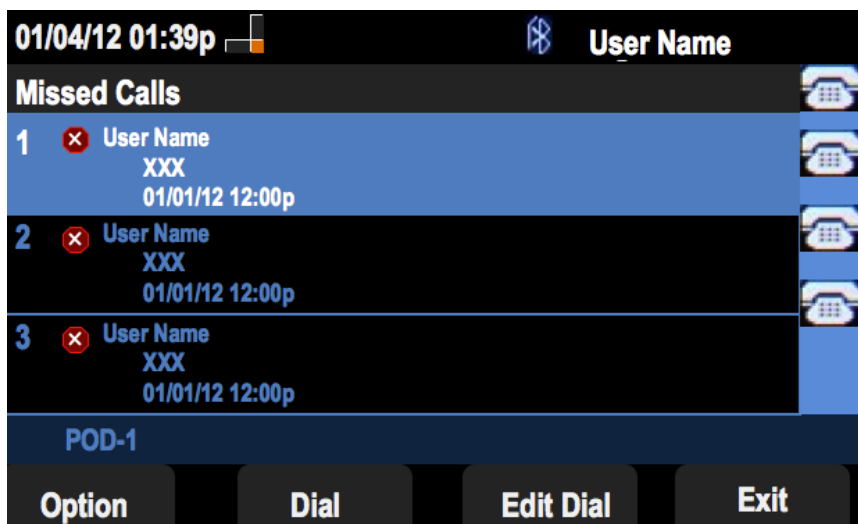 01/04/12 01:39p User Name
Missed Calls
1 User Name
XXX
01/01/12 12:00p
2 User Name
XXX
01/01/12 12:00p
3 User Name
XXX
01/01/12 12:00p
POD-1
Option Dial Edit Dial Exit